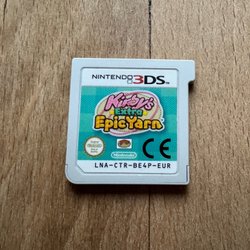 NINTENDO 3DS
Kirby's
Extra
Epic Yarn
Nintendo
CE
LNA-CTR-BE4P-EUR